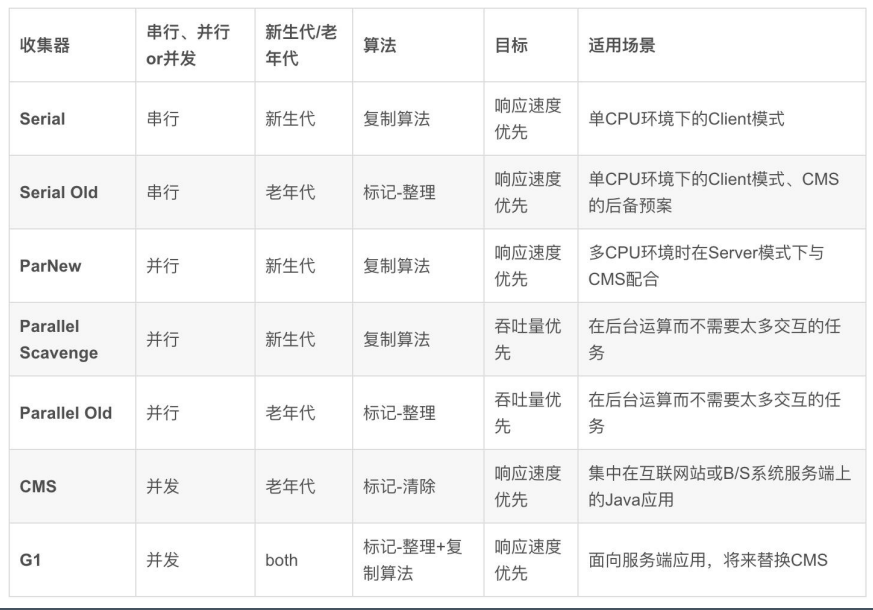 收集器
串行、并行
or并发
新生代/老
年代
算法
目标
适用场景
Serial
串行
新生代
复制算法
响应速度
优先
单CPU环境下的Client模式
Serial Old
串行
老年代
标记-整理
响应速度
优先
单CPU环境下的Client模式、CMS
的后备预案
ParNew
并行
新生代
复制算法
响应速度
优先
多CPU环境时在Server模式下与
CMS配合
Parallel
Scavenge
并行
新生代
复制算法
吞吐量优
先
在后台运算而不需要太多交互的任
务
Parallel Old
并行
老年代
标记-整理
吞吐量优
先
在后台运算而不需要太多交互的任
务
CMS
并发
老年代
标记-清除
响应速度
优先
集中在互联网站或B/S系统服务端上
的Java应用
G1
并发
both
标记-整理+复
制算法
响应速度
优先
面向服务端应用，将来替换CMS